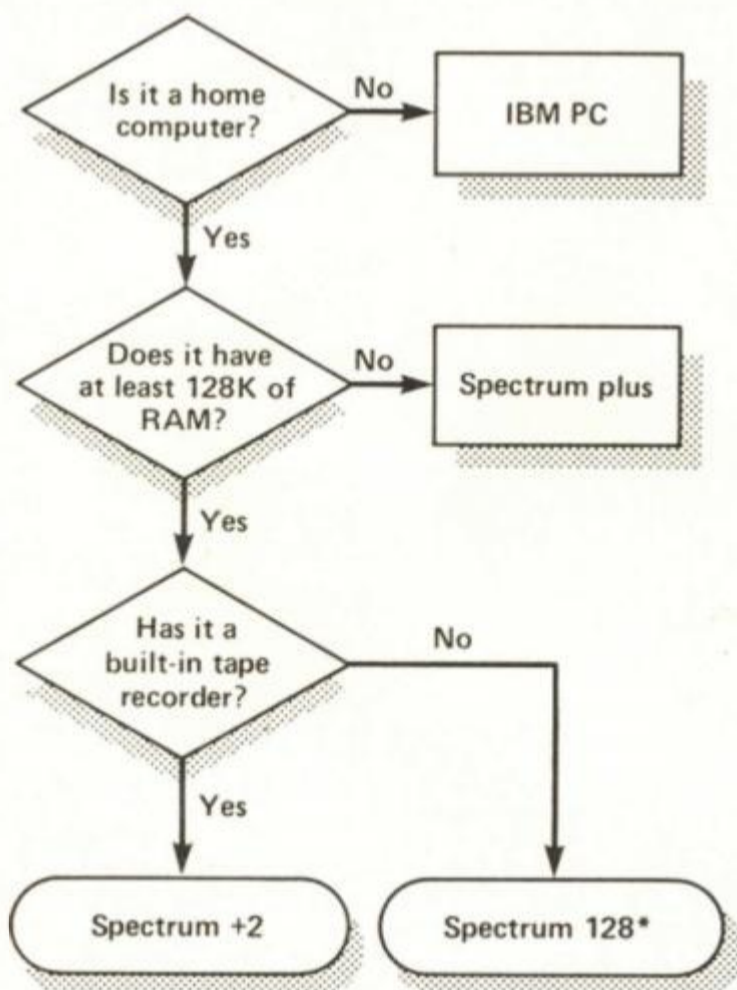 Is it a home
computer?
No
IBM PC
Yes
Does it have
at least 128K of
RAM?
No
Spectrum plus
Yes
Has it a
built-in tape
recorder?
No
Yes
Spectrum +2
Spectrum 128*